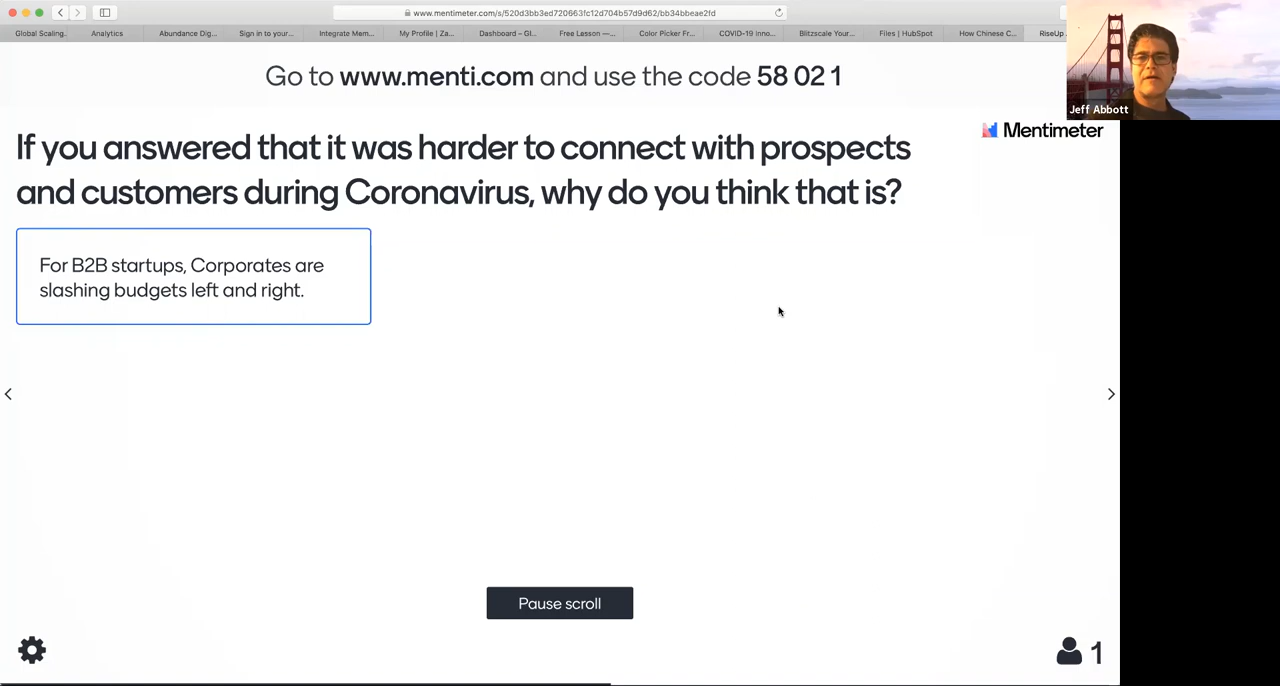 www.mentimeter.com/s/520d3bb3ed720663fc12d704b57d9d62/bb34bbeae2fd
Global Scaling.
Analytics
Abundance Dig...
Sign in to your...
Integrate Mem...
My Profile | Za...
Dashboard – Gl...
Free Lesson —...
Color Picker Fr...
COVID-19 Inno...
Blitzscale Your...
Files | HubSpot
How Chinese C...
RiseUp
Go to www.menti.com and use the code 58 02 1
Jeff Abbott
Mentimeter
If you answered that it was harder to connect with prospects
and customers during Coronavirus, why do you think that is?
For B2B startups, Corporates are
slashing budgets left and right.
Pause scroll
1